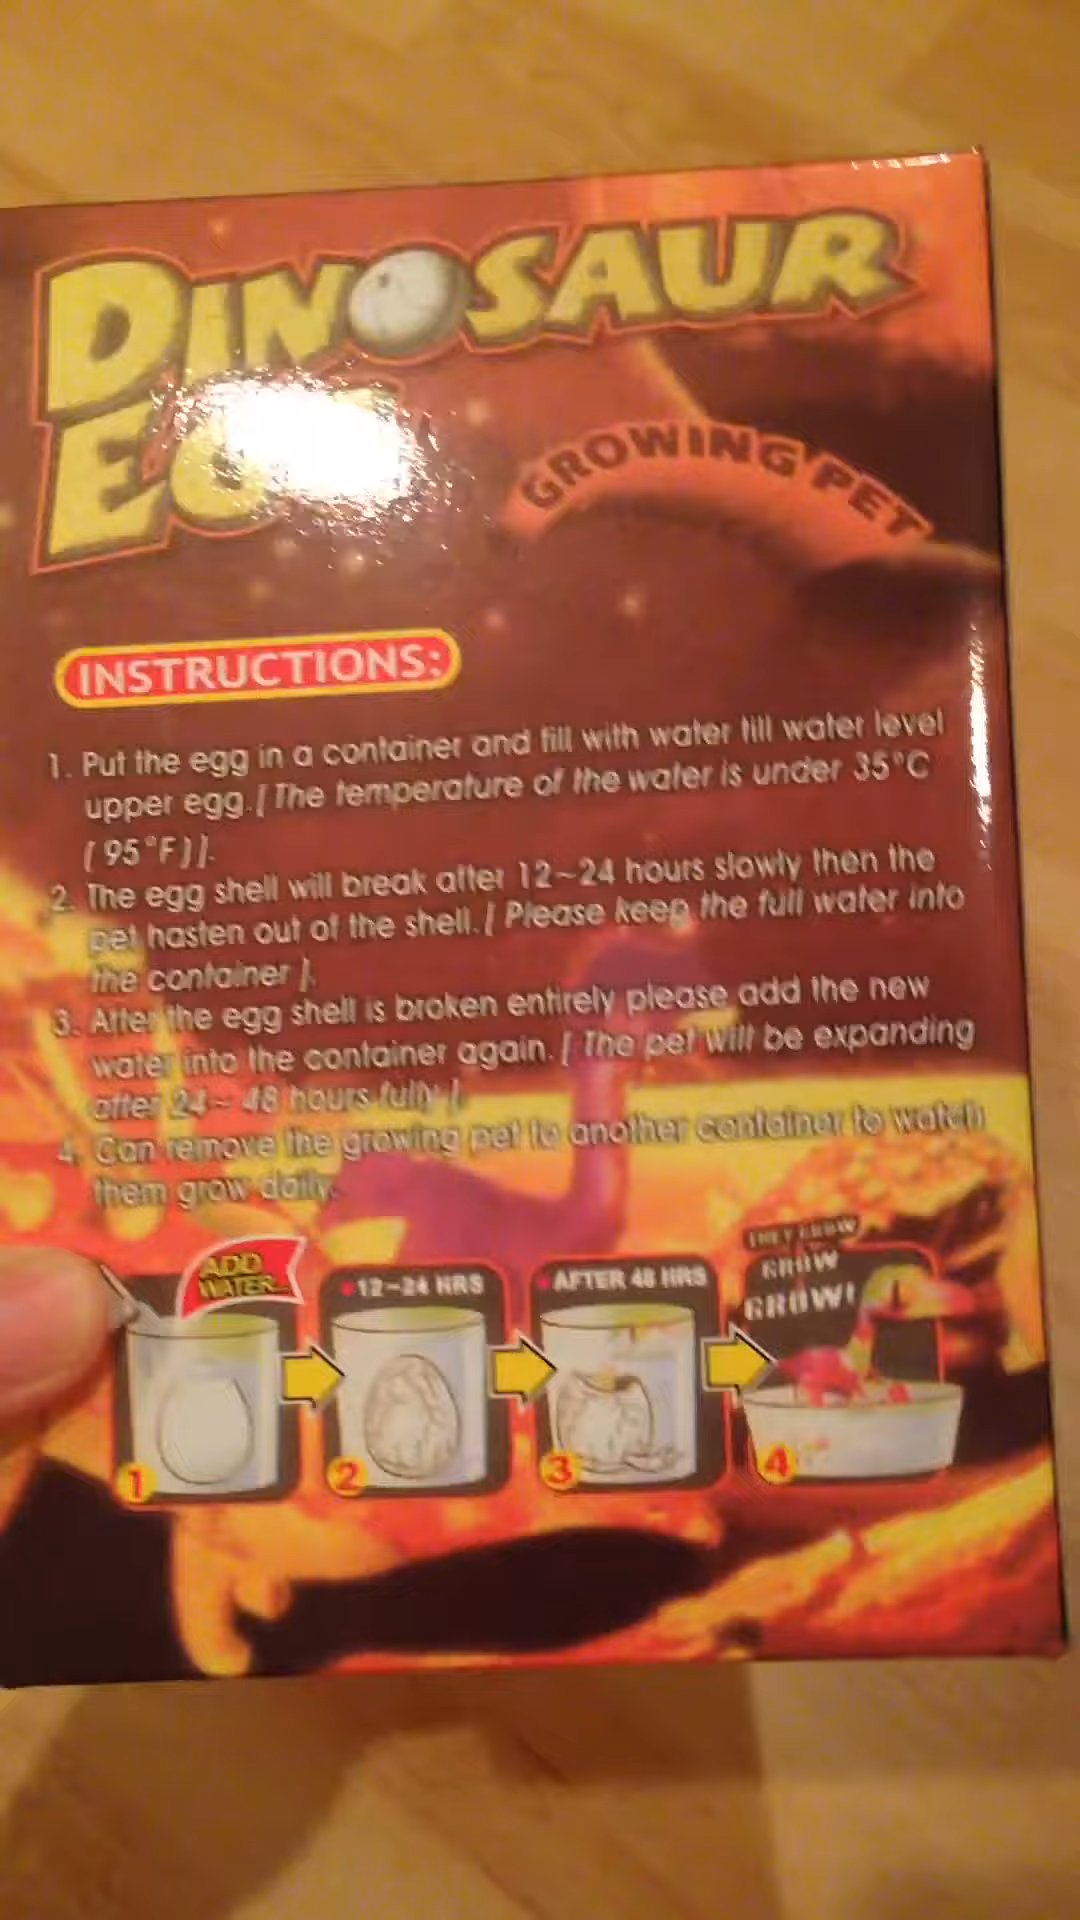 DINOSAUR
EGG
GROWING PET
INSTRUCTIONS:
1. Put the egg in a container and fill with water till water level
upper egg.[ The temperature of the water is under 35°C
( 95°F) ].
2. The egg shell will break after 12~24 hours slowly then the
pet hasten out of the shell.[ Please keep the full water into
the container ].
3. After the egg shell is broken entirely please add the new
water into the container again.[ The pet will be expanding
after 24~ 48 hours fully ].
4. Can remove the growing pet to another container to watch
them grow daily.
ADD
WATER...
12~24 HRS
AFTER 48 HRS
THEY GROW
GROW
GROW!
1
2
3
4